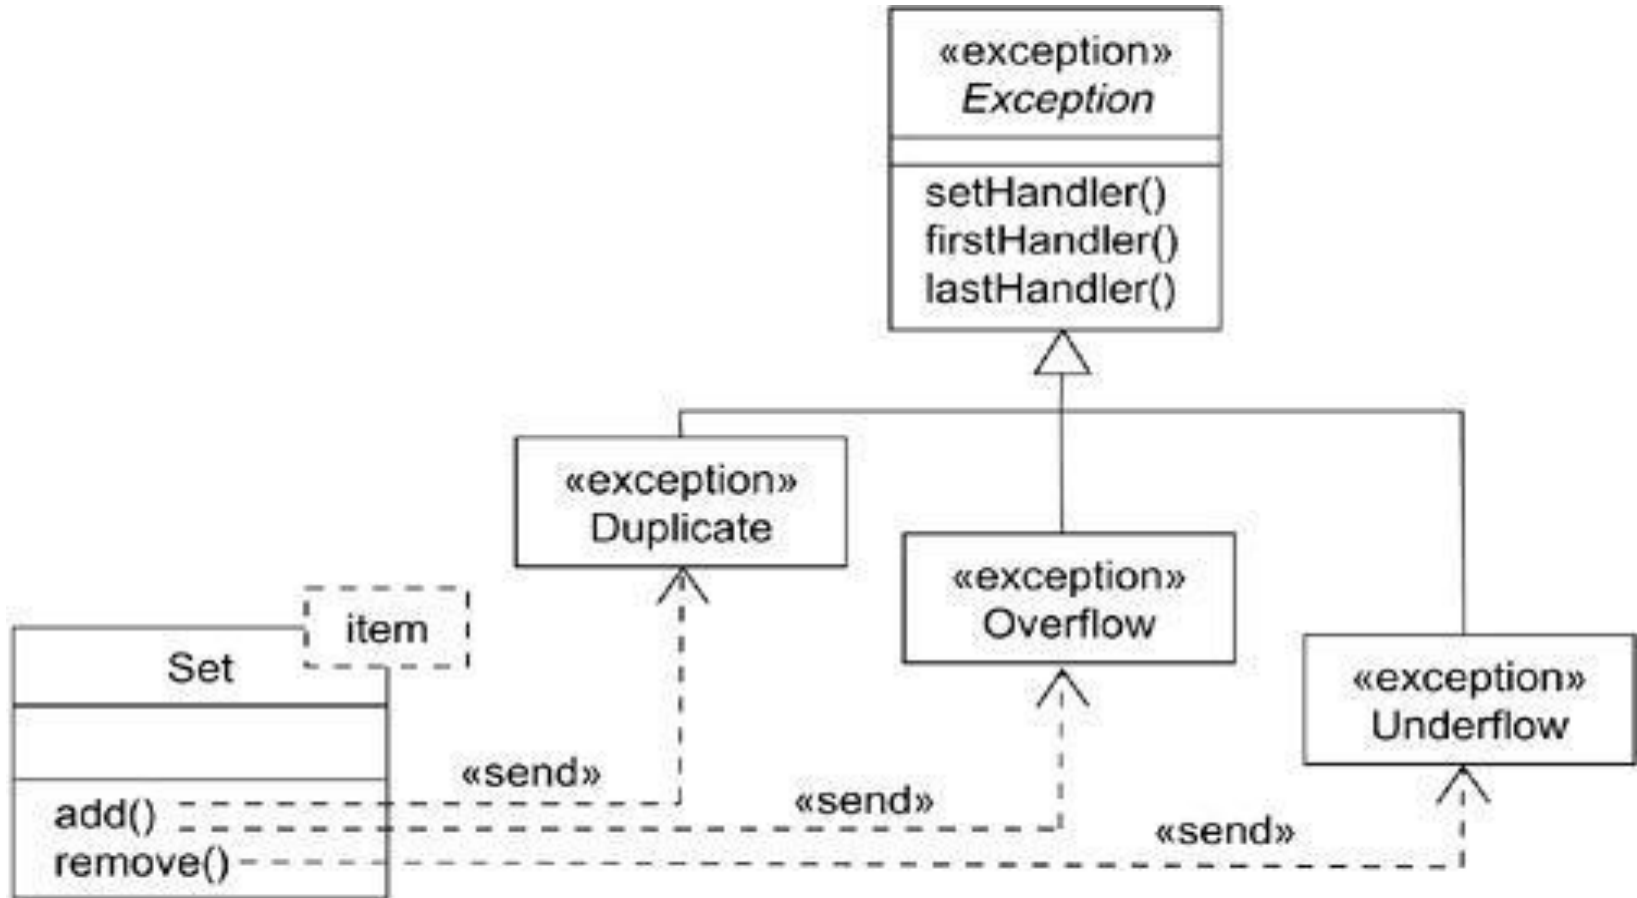 «exception»
Exception
setHandler()
firstHandler()
lastHandler()
«exception»
Duplicate
«exception»
Overflow
«exception»
Underflow
item
Set
add()
remove()
«send»
«send»
«send»